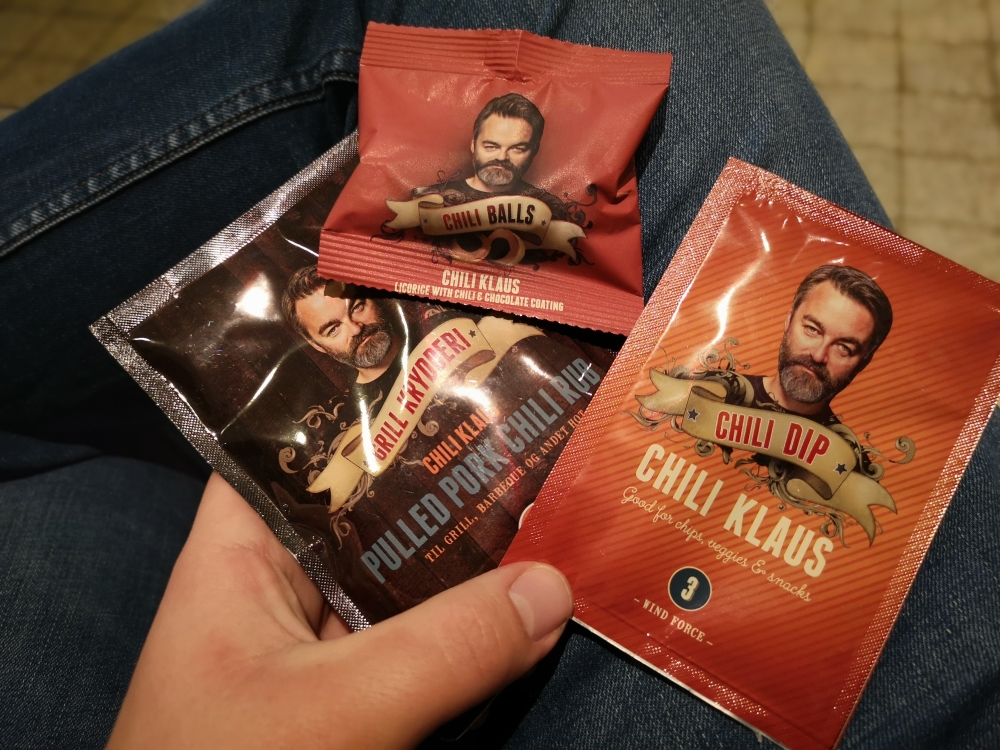 CHILI BALLS
CHILI KLAUS
LICORICE WITH CHILI & CHOCOLATE COATING
GRILL KRYDDERI
CHILI KLAUS
PULLED PORK CHILI RUB
TIL GRILL, BARBEQUE OG ANDET HOT
CHILI DIP
CHILI KLAUS
Good for chips, veggies & snacks
3
- WIND FORCE -